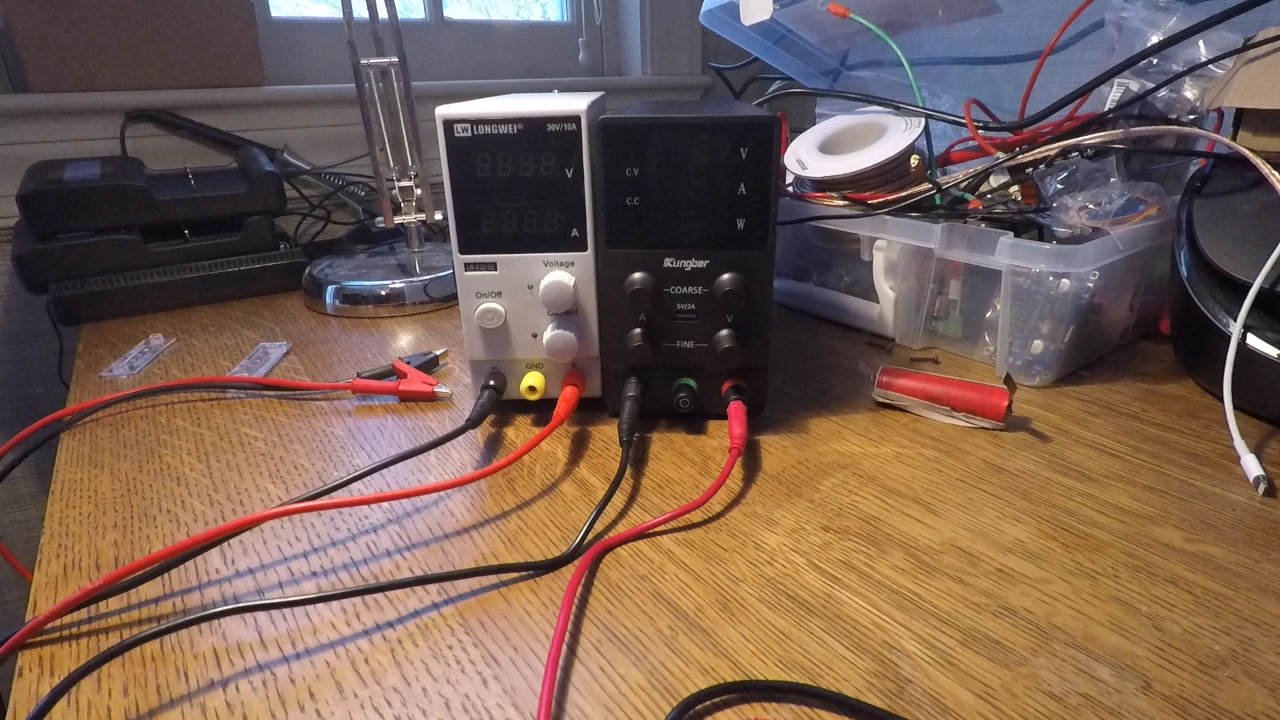 LW LONGWEI® 30V/10A
V
A
Voltage
On/Off
GND
V
C.V
A
C.C
W
Kungber
COARSE
5V/2A
A V
FINE